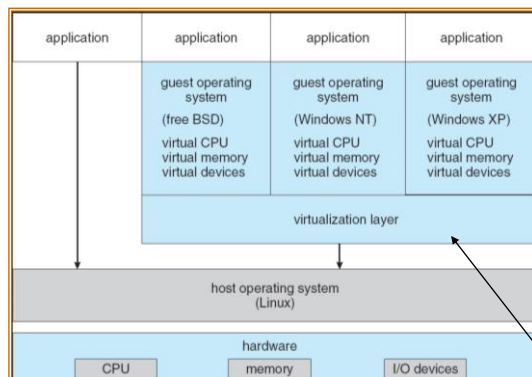 application
application
application
application
guest operating
system
(free BSD)
virtual CPU
virtual memory
virtual devices
guest operating
system
(Windows NT)
virtual CPU
virtual memory
virtual devices
guest operating
system
(Windows XP)
virtual CPU
virtual memory
virtual devices
virtualization layer
host operating system
(Linux)
hardware
CPU
memory
I/O devices